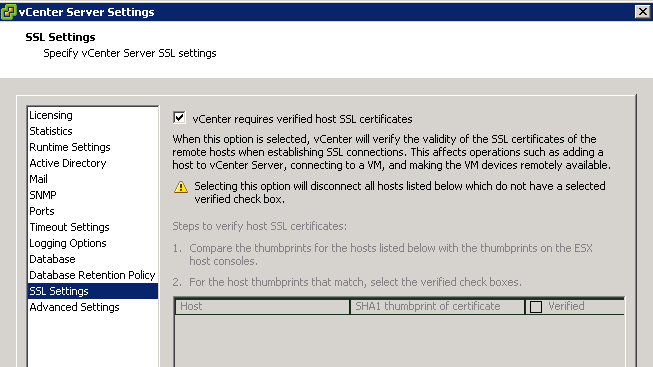 vCenter Server Settings
SSL Settings
Specify vCenter Server SSL settings
Licensing
Statistics
Runtime Settings
Active Directory
Mail
SNMP
Ports
Timeout Settings
Logging Options
Database
Database Retention Policy
SSL Settings
Advanced Settings
vCenter requires verified host SSL certificates
When this option is selected, vCenter will verify the validity of the SSL certificates of the
remote hosts when establishing SSL connections. This affects operations such as adding a
host to vCenter Server, connecting to a VM, and making the VM devices remotely available.
Selecting this option will disconnect all hosts listed below which do not have a selected
verified check box.
Steps to verify host SSL certificates:
1. Compare the thumbprints for the hosts listed below with the thumbprints on the ESX
host consoles.
2. For the host thumbprints that match, select the verified check boxes.
Host SHA1 thumbprint of certificate Verified